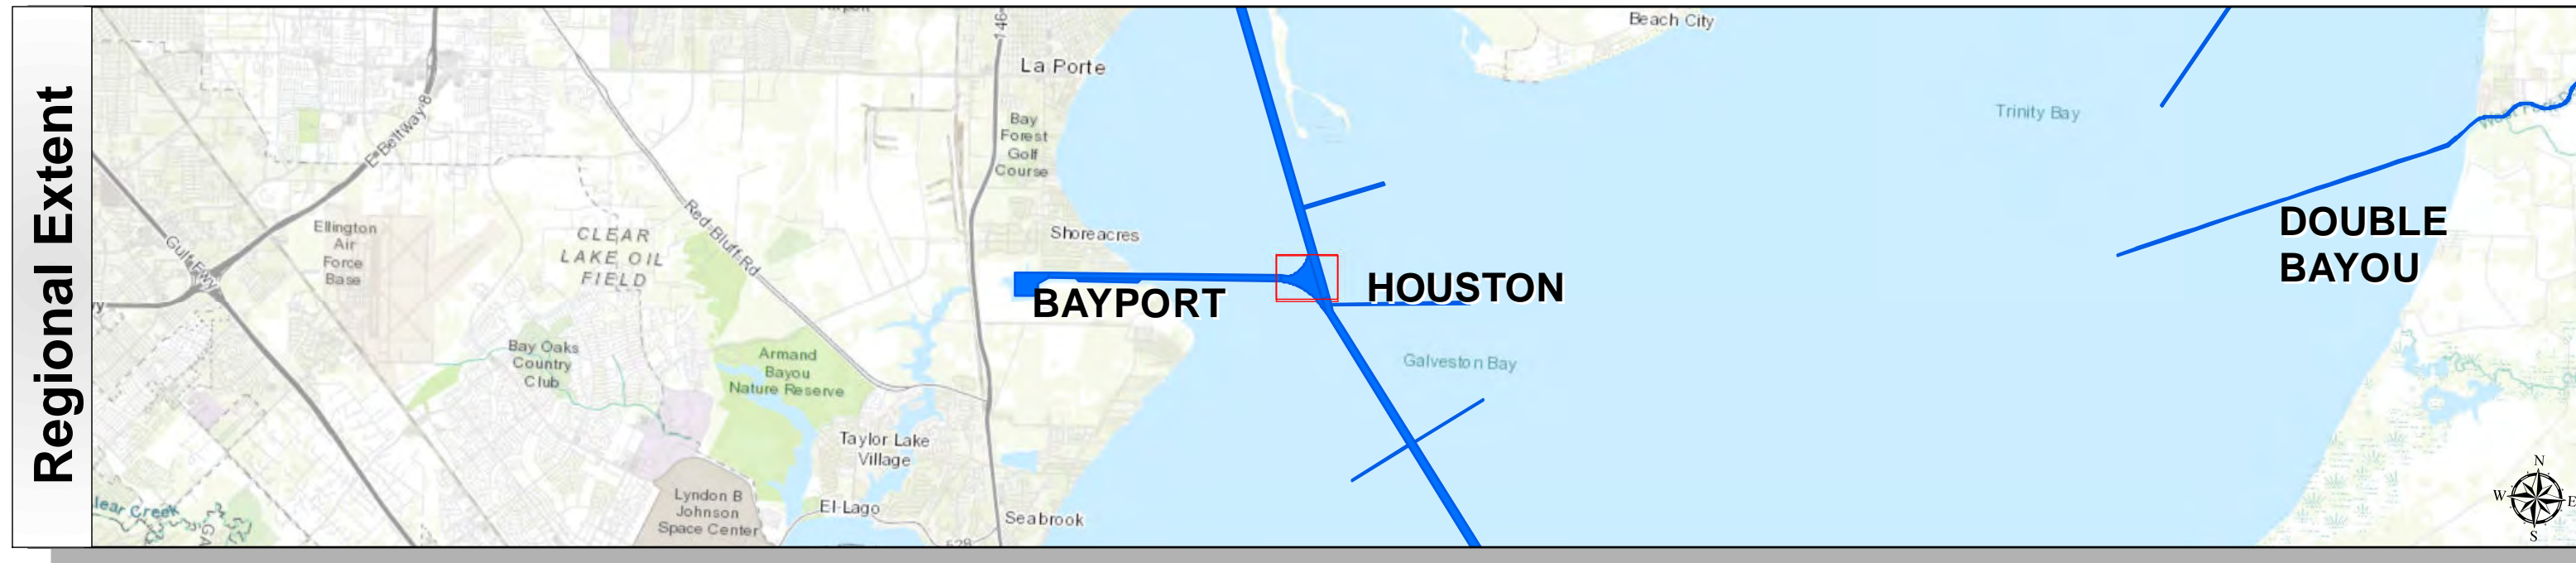 Regional Extent
146
Beach City
La Porte
E Beltway 8
Bay
Forest
Golf
Course
Trinity Bay
Red Bluff Rd
Ellington
Air
Force
Base
CLEAR
LAKE OIL
FIELD
Gulf Fwy
Shoreacres
DOUBLE
BAYOU
BAYPORT
HOUSTON
Galveston Bay
Bay Oaks
Country
Club
Armand
Bayou
Nature Reserve
Taylor Lake
Village
Lyndon B
Johnson
Space Center
El Lago
Seabrook
lear Creek
N
W
E
S